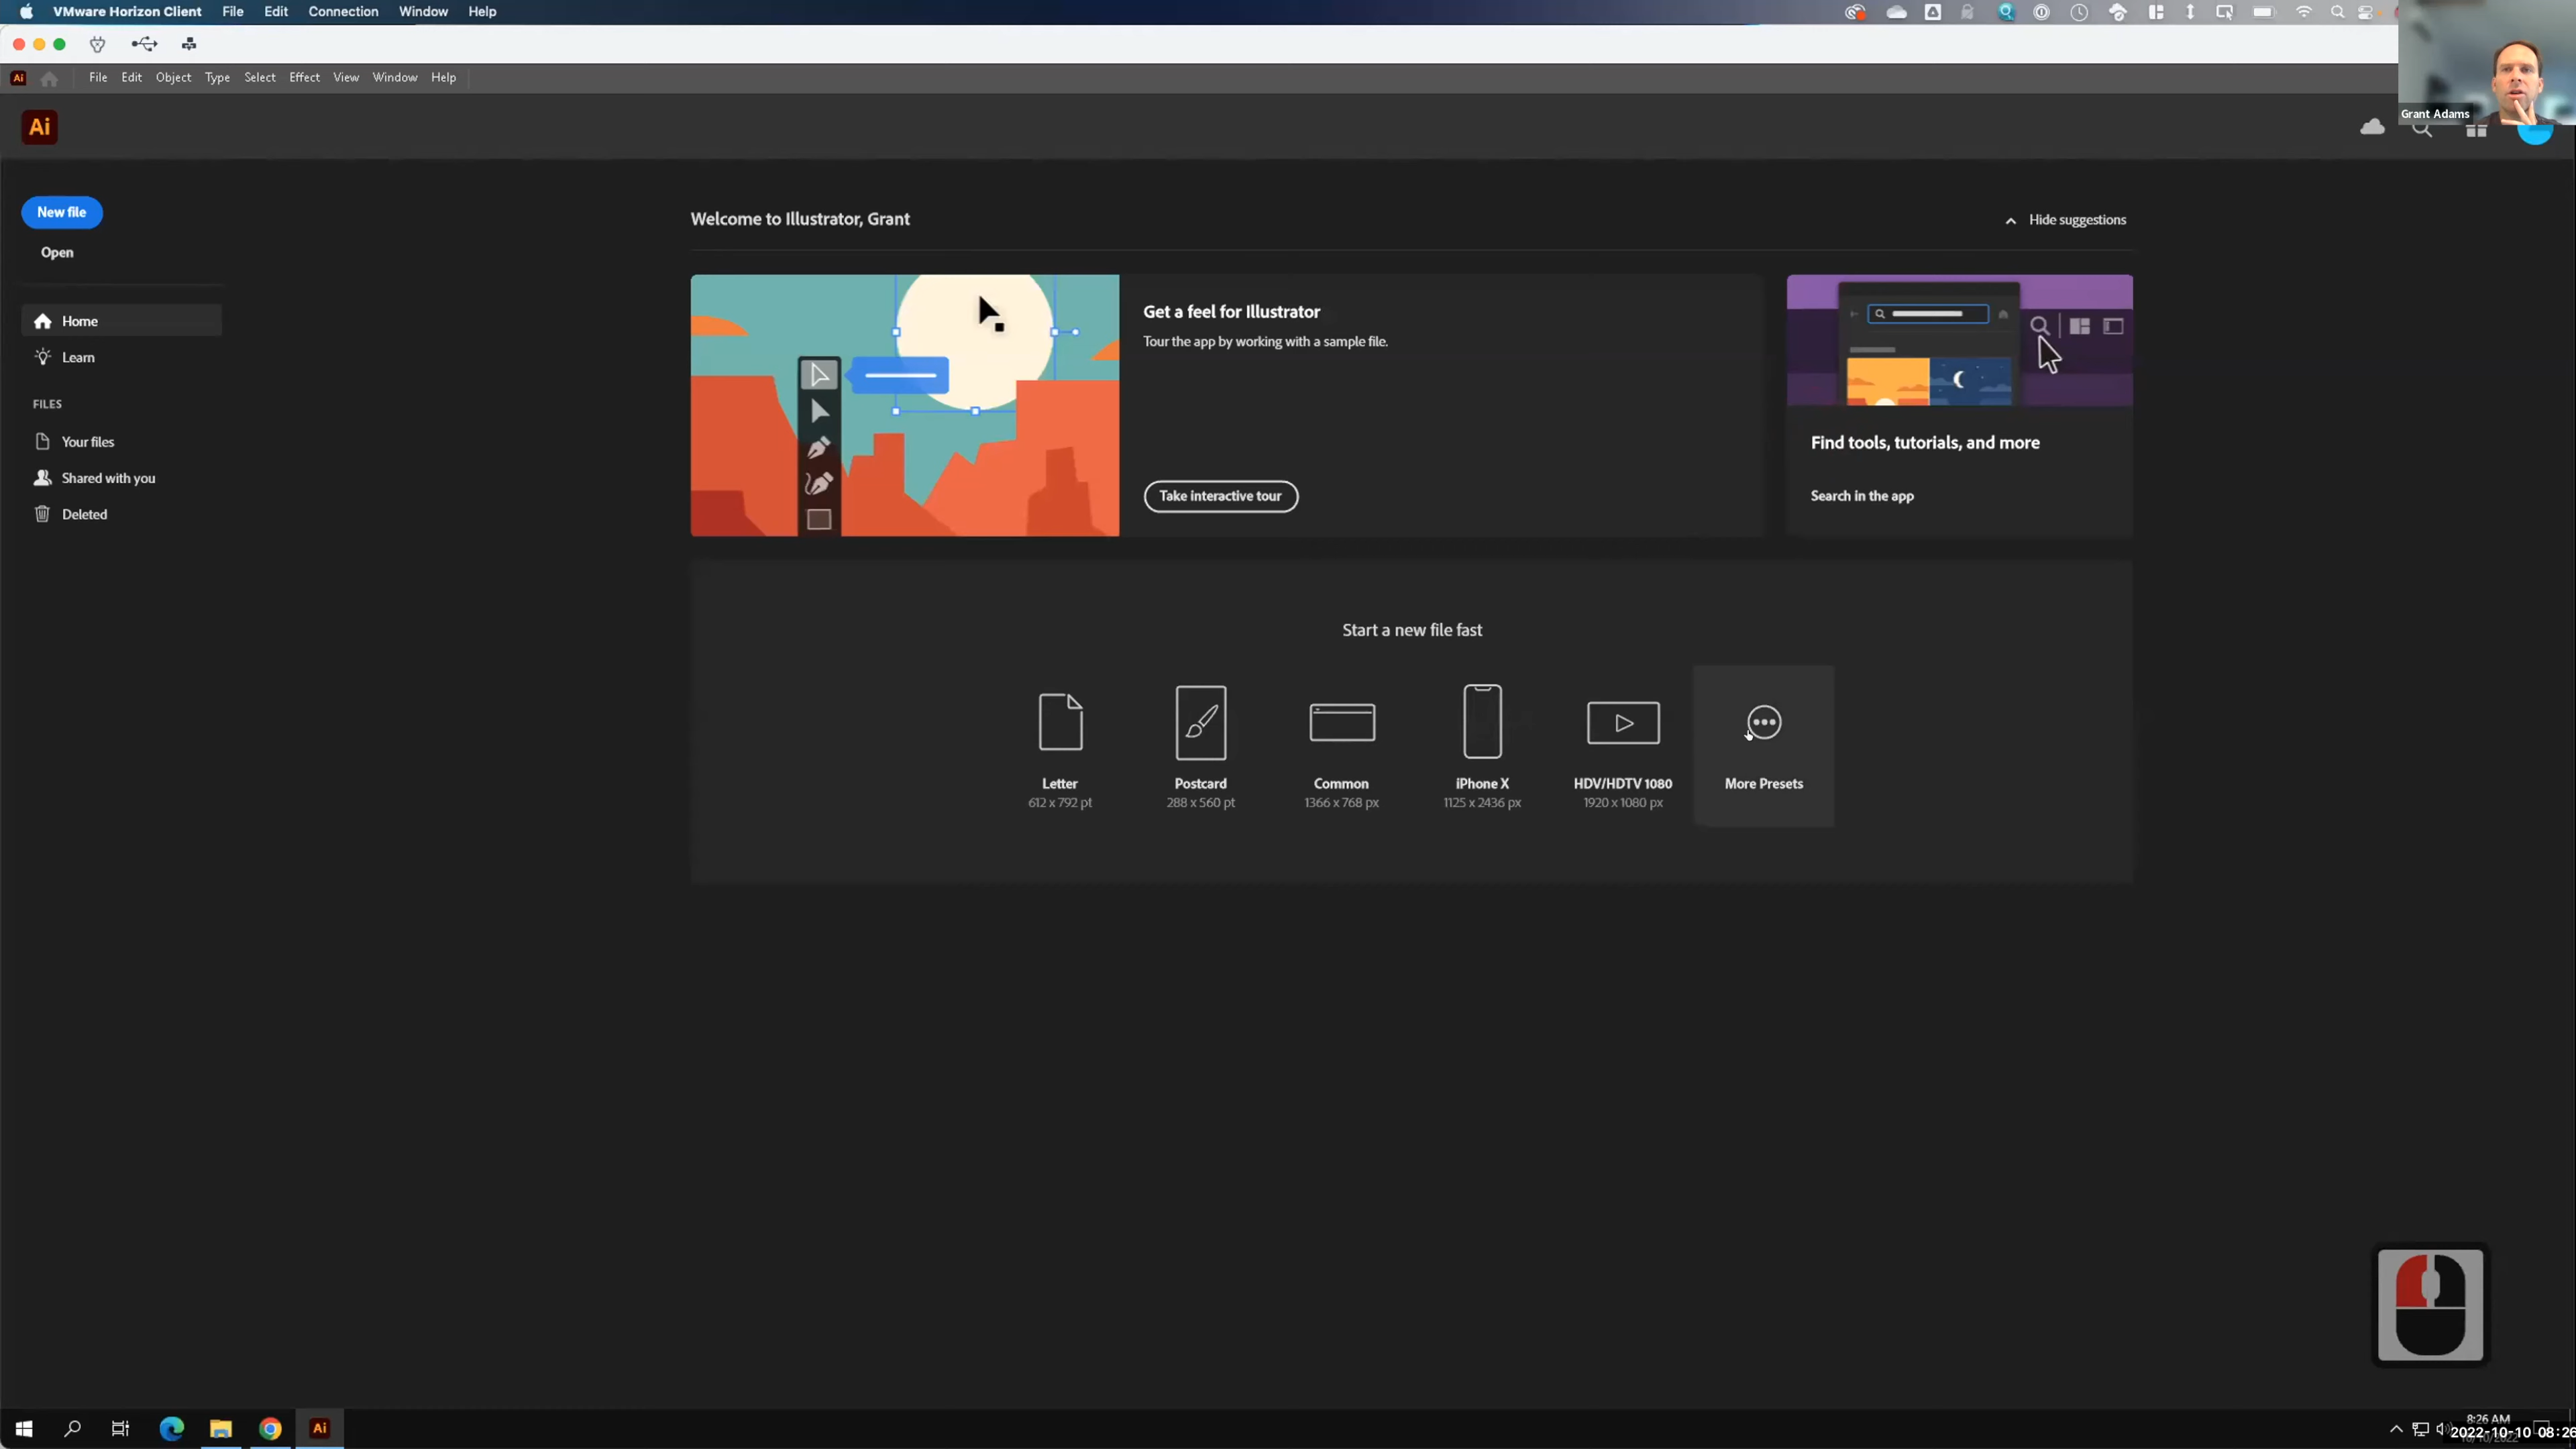 VMware Horizon Client File Edit Connection Window Help
Grant Adams
Ai File Edit Object Type Select Effect View Window Help
Ai
New file
Open
Home
Learn
FILES
Your files
Shared with you
Deleted
Welcome to Illustrator, Grant
Hide suggestions
Get a feel for Illustrator
Tour the app by working with a sample file.
Take interactive tour
Find tools, tutorials, and more
Search in the app
Start a new file fast
Letter
612 x 792 pt
Postcard
288 x 560 pt
Common
1366 x 768 px
iPhone X
1125 x 2436 px
HDV/HDTV 1080
1920 x 1080 px
More Presets
Ai
8:26 AM
2022-10-10 08:2